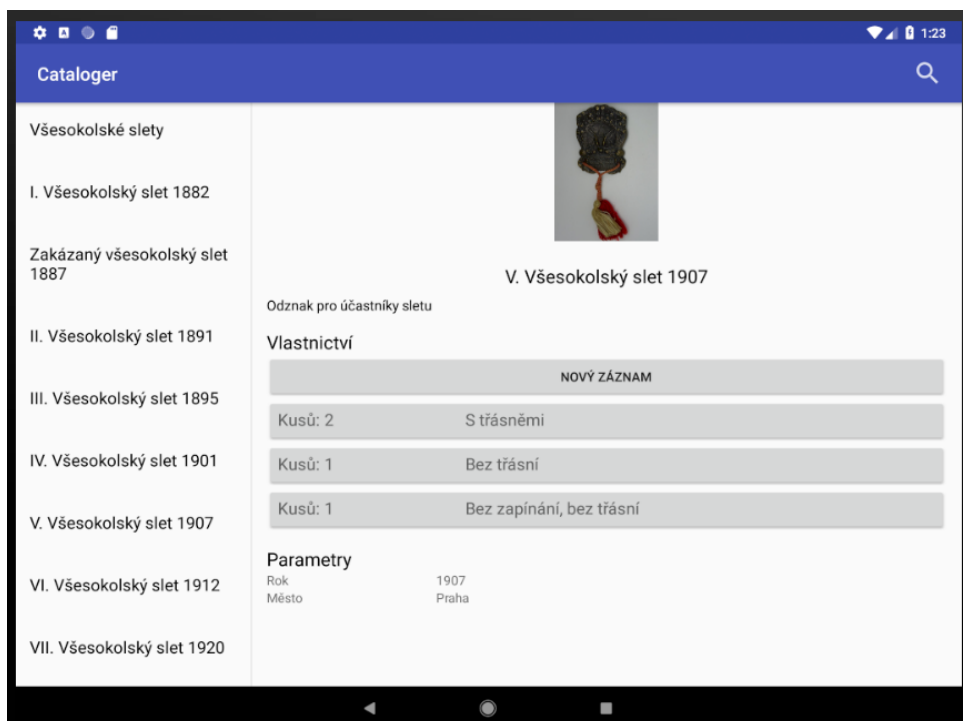 1:23
Cataloger
Všesokolské slety
I. Všesokolský slet 1882
Zakázaný všesokolský slet
1887
II. Všesokolský slet 1891
III. Všesokolský slet 1895
IV. Všesokolský slet 1901
V. Všesokolský slet 1907
VI. Všesokolský slet 1912
VII. Všesokolský slet 1920
V. Všesokolský slet 1907
Odznak pro účastníky sletu
Vlastnictví
NOVÝ ZÁZNAM
Kusů: 2 S třásněmi
Kusů: 1 Bez třásní
Kusů: 1 Bez zapínání, bez třásní
Parametry
Rok 1907
Město Praha